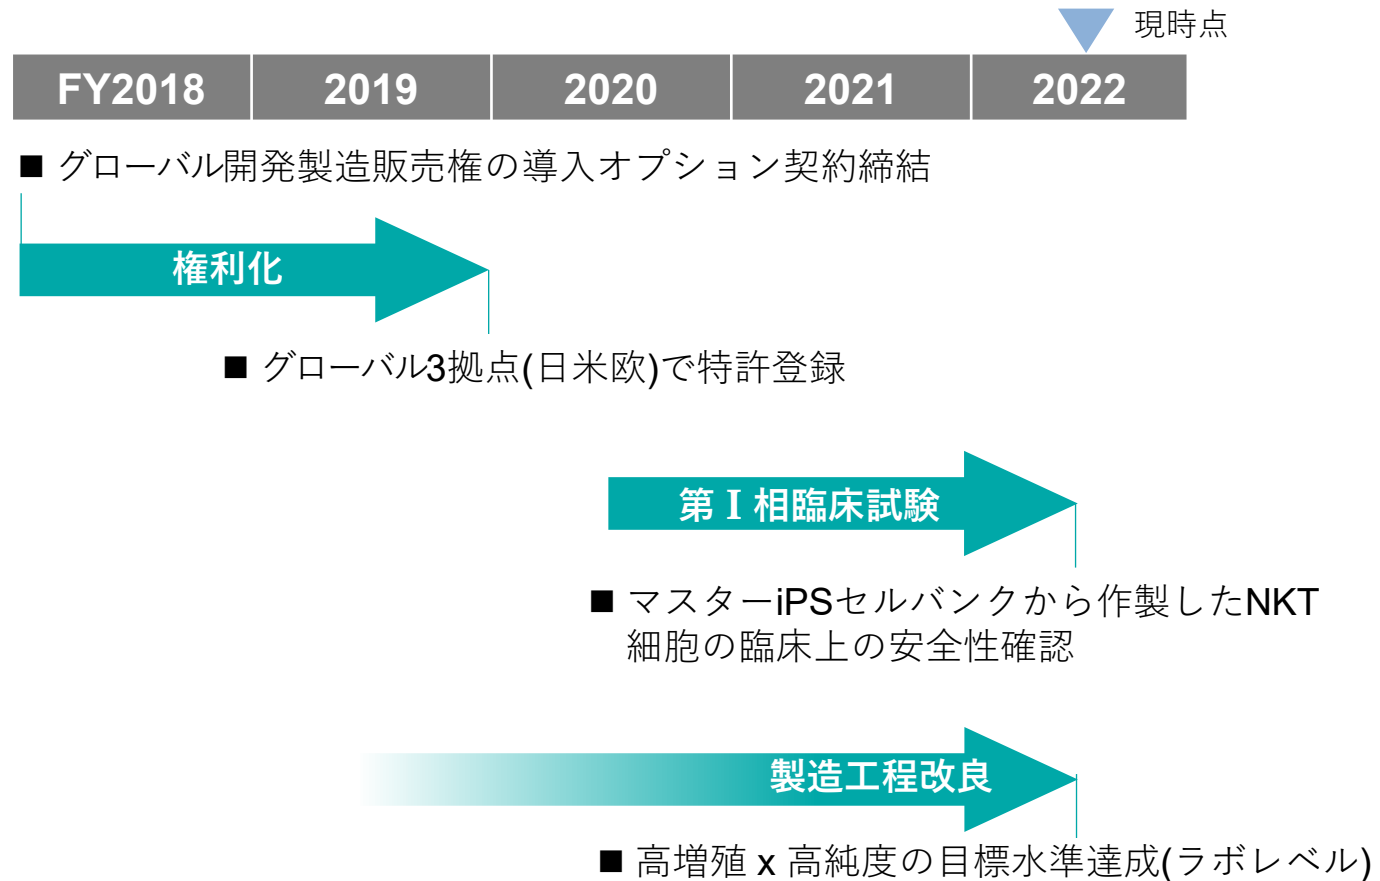 現時点
FY2018 2019 2020 2021 2022
■ グローバル開発製造販売権の導入オプション契約締結
権利化
■ グローバル3拠点(日米欧)で特許登録
第Ⅰ相臨床試験
■ マスターiPSセルバンクから作製したNKT
細胞の臨床上の安全性確認
製造工程改良
■ 高増殖 x 高純度の目標水準達成(ラボレベル)